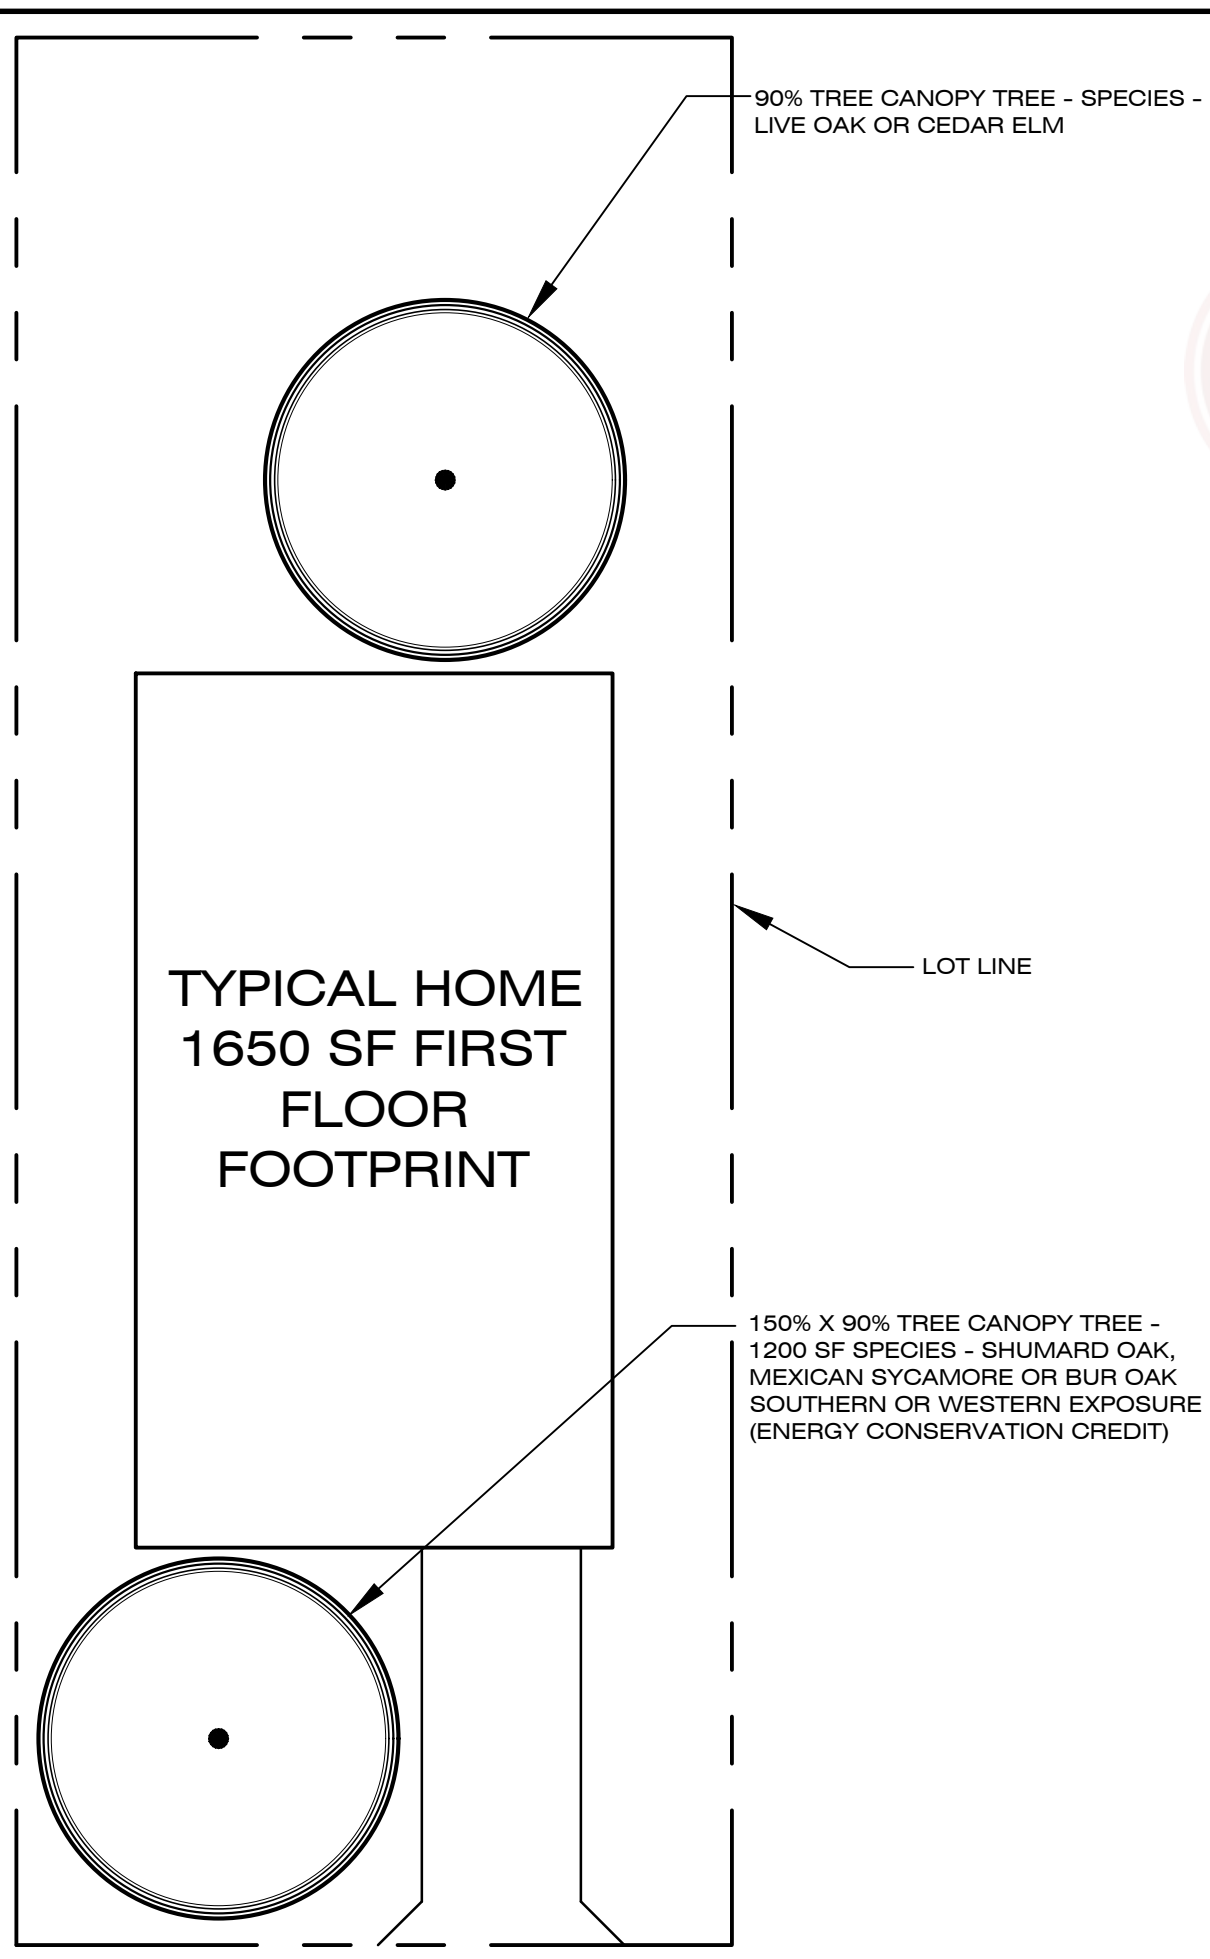 90% TREE CANOPY TREE - SPECIES -
LIVE OAK OR CEDAR ELM
TYPICAL HOME
1650 SF FIRST
FLOOR
FOOTPRINT
LOT LINE
150% X 90% TREE CANOPY TREE -
1200 SF SPECIES - SHUMARD OAK,
MEXICAN SYCAMORE OR BUR OAK
SOUTHERN OR WESTERN EXPOSURE
(ENERGY CONSERVATION CREDIT)